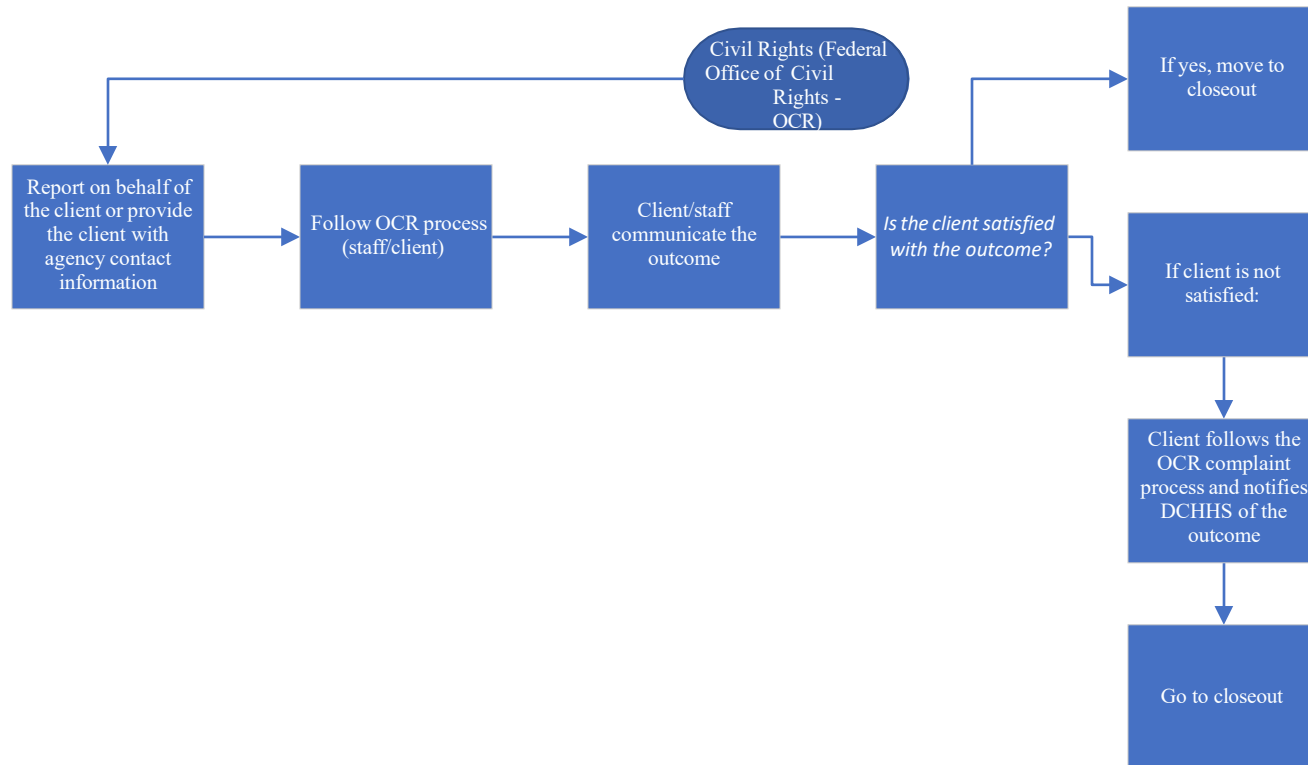 Civil Rights (Federal
Office of Civil
Rights -
OCR)
If yes, move to
closeout
Report on behalf of
the client or provide
the client with
agency contact
information
Follow OCR process
(staff/client)
Client/staff
communicate the
outcome
Is the client satisfied
with the outcome?
If client is not
satisfied:
Client follows the
OCR complaint
process and notifies
DCHHS of the
outcome
Go to closeout